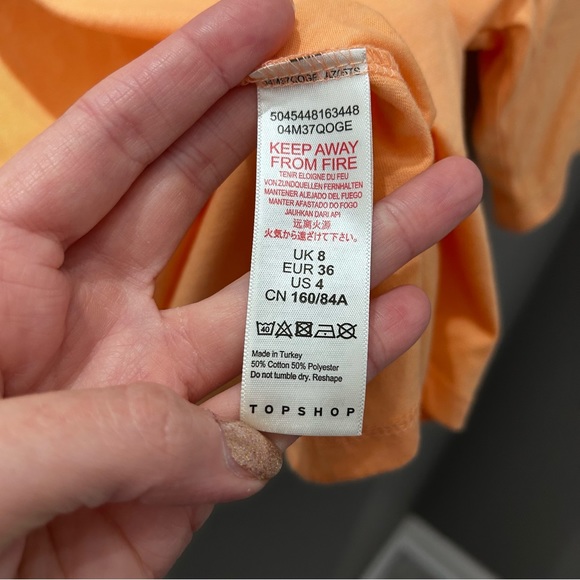 5045448163448
04M37QOGE
KEEP AWAY
FROM FIRE
TENIR ELOIGNE DU FEU
VON ZUNDQUELLEN FERNHALTEN
MANTENER ALEJADO DEL FUEGO
MANTER AFASTADO DO FOGO
JAUHKAN DARI API
远离火源
火気から遠ざけて下さい。
UK 8
EUR 36
US 4
CN 160/84A
40
Made in Turkey
50% Cotton 50% Polyester
Do not tumble dry. Reshape
TOPSHOP